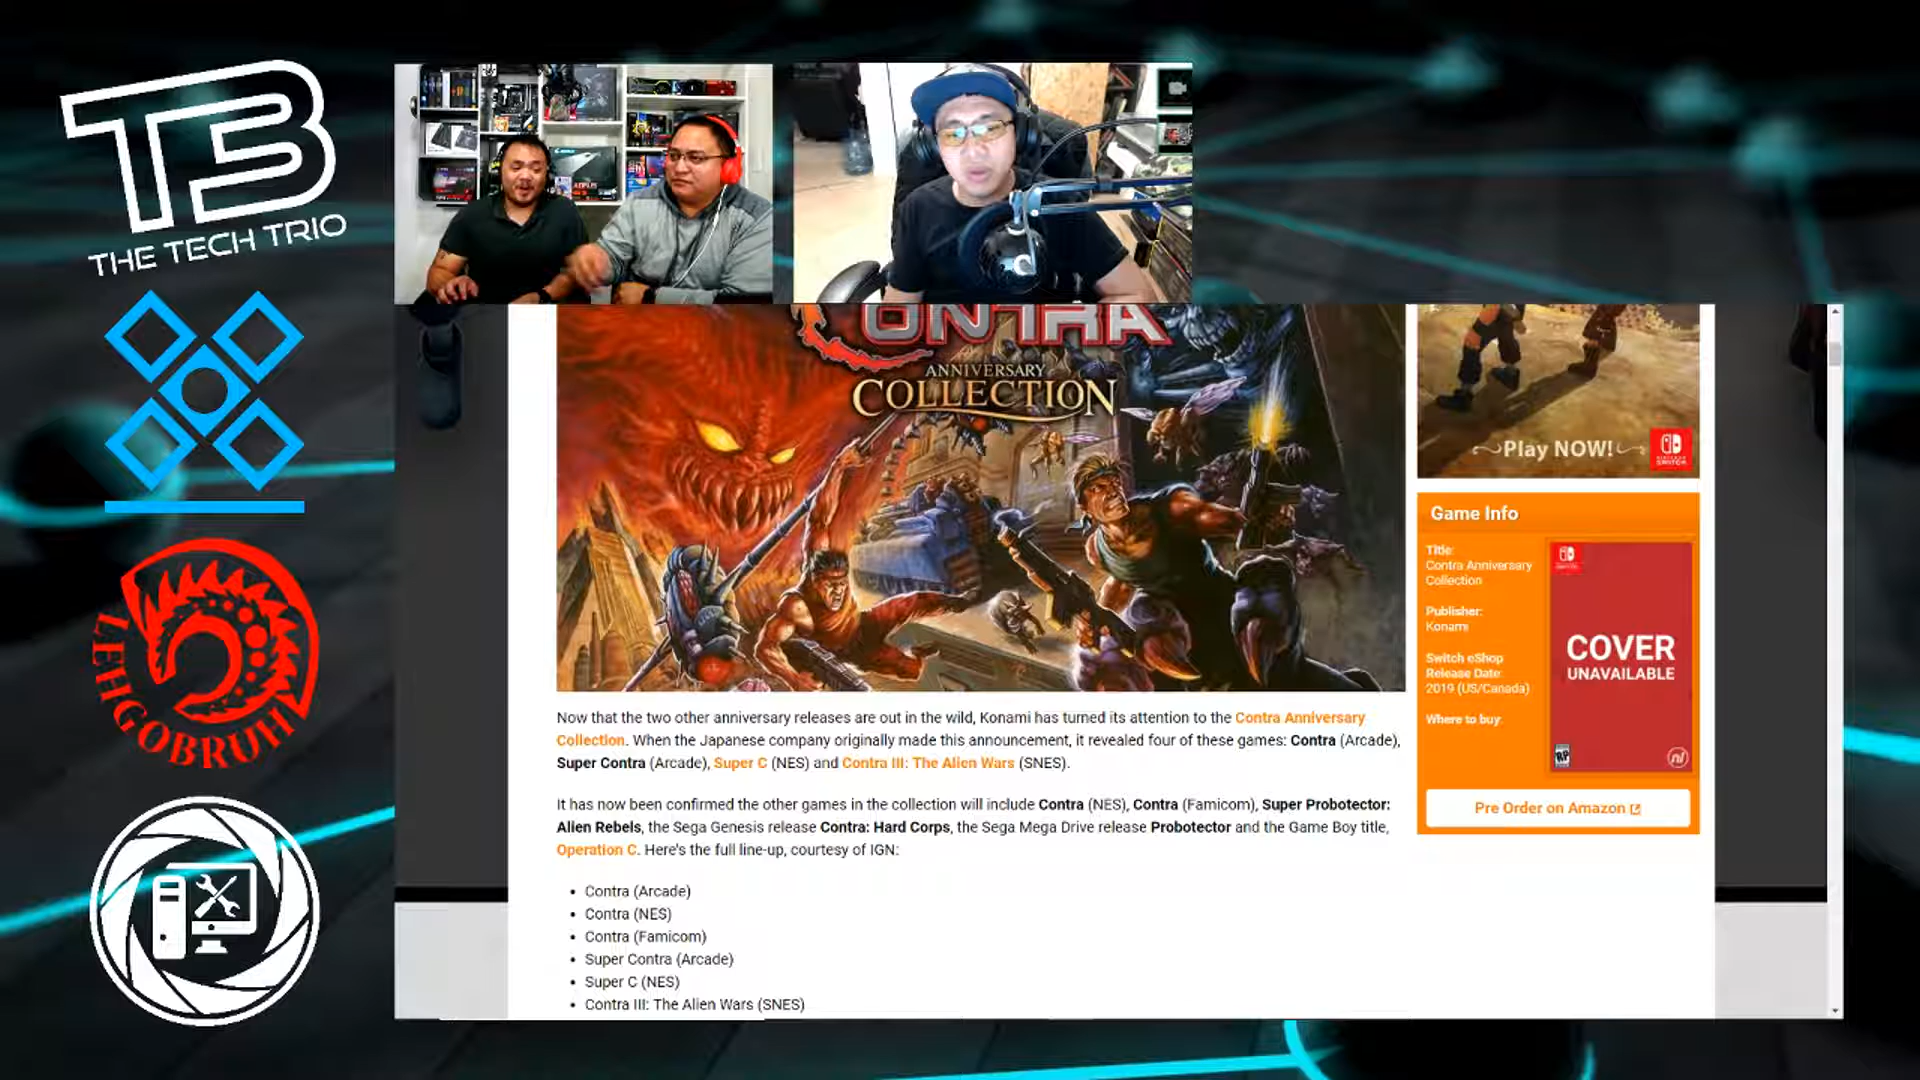 TB
THE TECH TRIO
LEHGOBRUH
CONTRA
ANNIVERSARY
COLLECTION
Now that the two other anniversary releases are out in the wild, Konami has turned its attention to the Contra Anniversary
Collection. When the Japanese company originally made this announcement, it revealed four of these games: Contra (Arcade),
Super Contra (Arcade), Super C (NES) and Contra III: The Alien Wars (SNES).
It has now been confirmed the other games in the collection will include Contra (NES), Contra (Famicom), Super Probotector:
Alien Rebels, the Sega Genesis release Contra: Hard Corps, the Sega Mega Drive release Probotector and the Game Boy title,
Operation C. Here's the full line-up, courtesy of IGN:
• Contra (Arcade)
• Contra (NES)
• Contra (Famicom)
• Super Contra (Arcade)
• Super C (NES)
• Contra III: The Alien Wars (SNES)
Play NOW!
Game Info
Title:
Contra Anniversary
Collection
Publisher:
Konami
Switch eShop
Release Date:
2019 (US/Canada)
Where to buy:
COVER
UNAVAILABLE
RP
Pre Order on Amazon